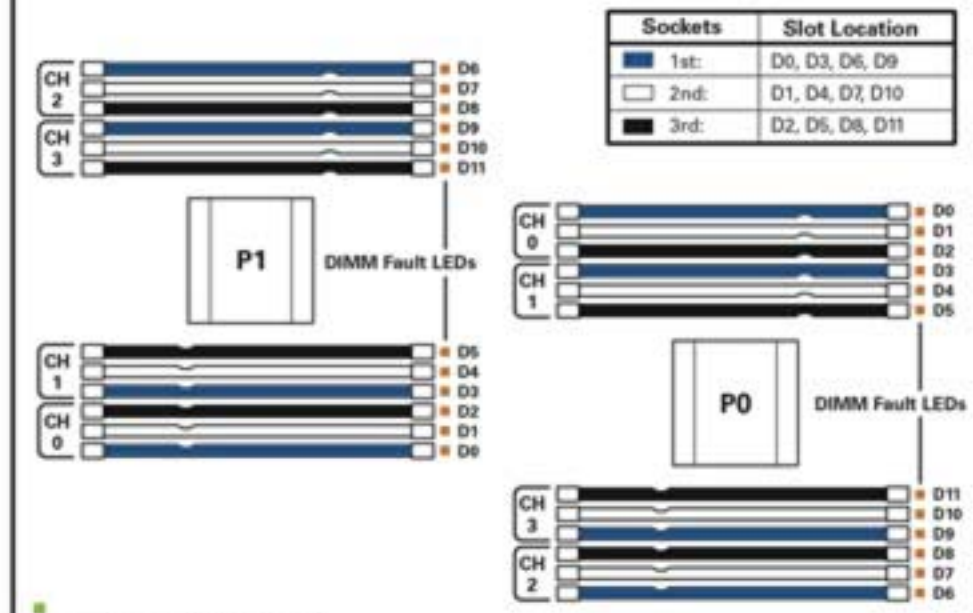 Sockets Slot Location
1st: D0, D3, D6, D9
2nd: D1, D4, D7, D10
3rd: D2, D5, D8, D11
CH 2
D6
D7
D8
CH 3
D9
D10
D11
P1
DIMM Fault LEDs
CH 1
D5
D4
D3
CH 0
D2
D1
D0
CH 0
D0
D1
D2
CH 1
D3
D4
D5
P0
DIMM Fault LEDs
CH 3
D11
D10
D9
CH 2
D8
D7
D6